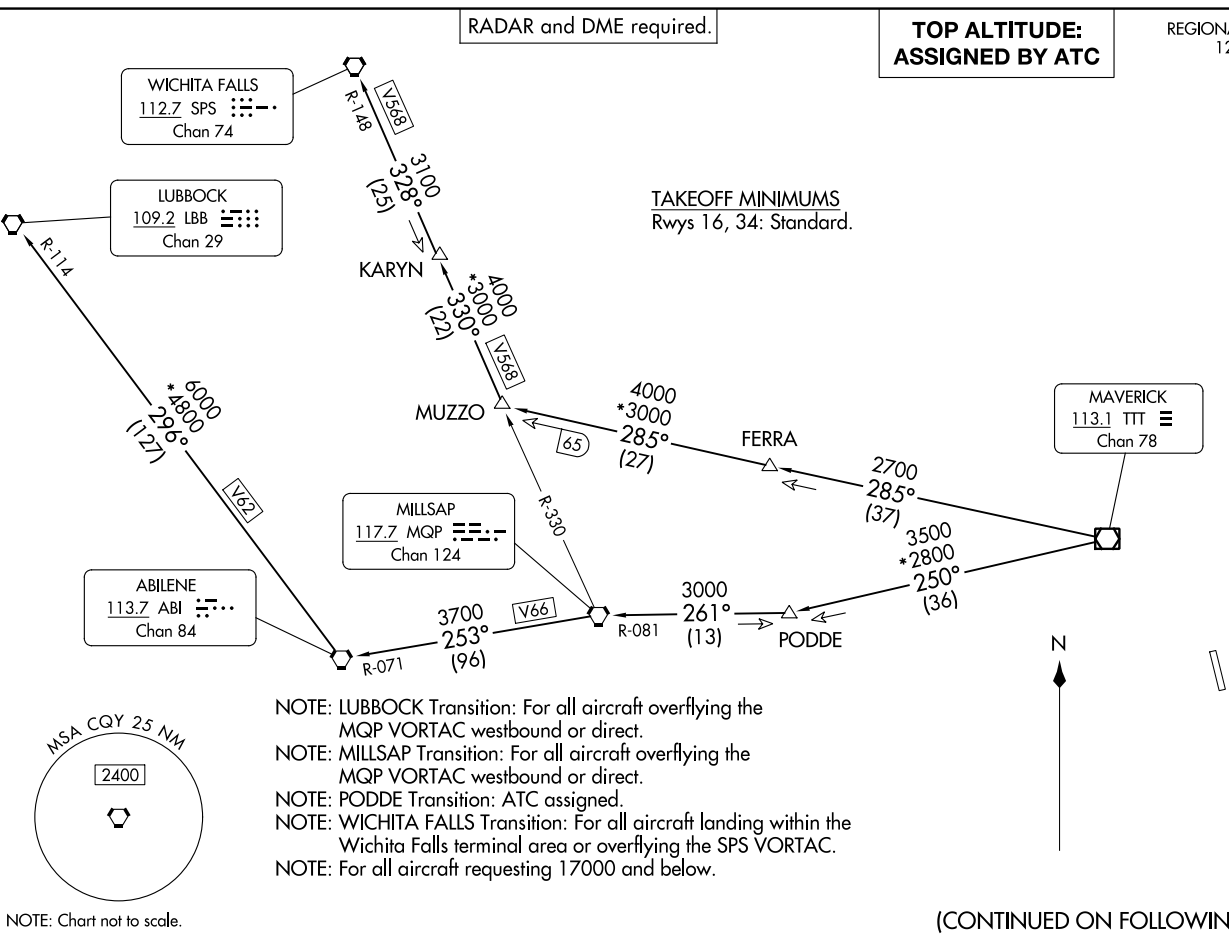 RADAR and DME required.
TOP ALTITUDE:
ASSIGNED BY ATC
REGIONA
12
WICHITA FALLS
112.7 SPS
Chan 74
R-148
V568
3100
328°
(25)
LUBBOCK
109.2 LBB
Chan 29
R-114
TAKEOFF MINIMUMS
Rwys 16, 34: Standard.
KARYN
4000
*3000
330°
(22)
V568
6000
*4800
296°
(127)
V62
MUZZO
65
4000
*3000
285°
(27)
FERRA
MAVERICK
113.1 TTT
Chan 78
2700
285°
(37)
3500
*2800
250°
(36)
R-330
MILLSAP
117.7 MQP
Chan 124
ABILENE
113.7 ABI
Chan 84
3700
V66
253°
(96)
R-071
3000
261°
(13)
R-081
PODDE
N
MSA CQY 25 NM
2400
NOTE: LUBBOCK Transition: For all aircraft overflying the
MQP VORTAC westbound or direct.
NOTE: MILLSAP Transition: For all aircraft overflying the
MQP VORTAC westbound or direct.
NOTE: PODDE Transition: ATC assigned.
NOTE: WICHITA FALLS Transition: For all aircraft landing within the
Wichita Falls terminal area or overflying the SPS VORTAC.
NOTE: For all aircraft requesting 17000 and below.
NOTE: Chart not to scale.
(CONTINUED ON FOLLOWIN